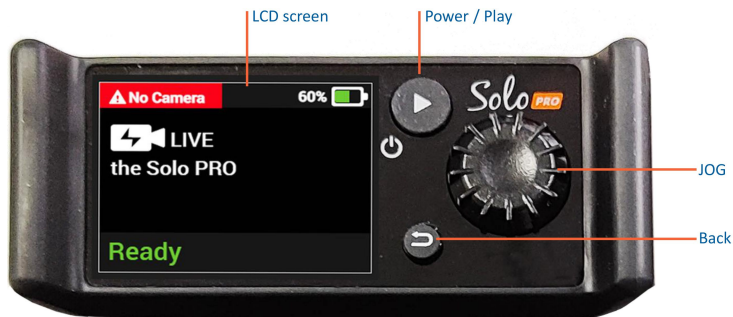 LCD screen
Power / Play
No Camera
60%
LIVE
the Solo PRO
Ready
Solo PRO
JOG
Back